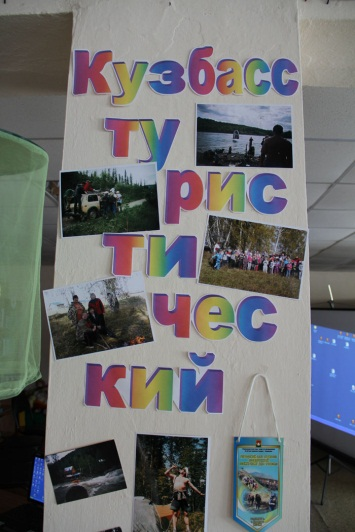 Кузбасс
ту
рис
ти
чес
кий